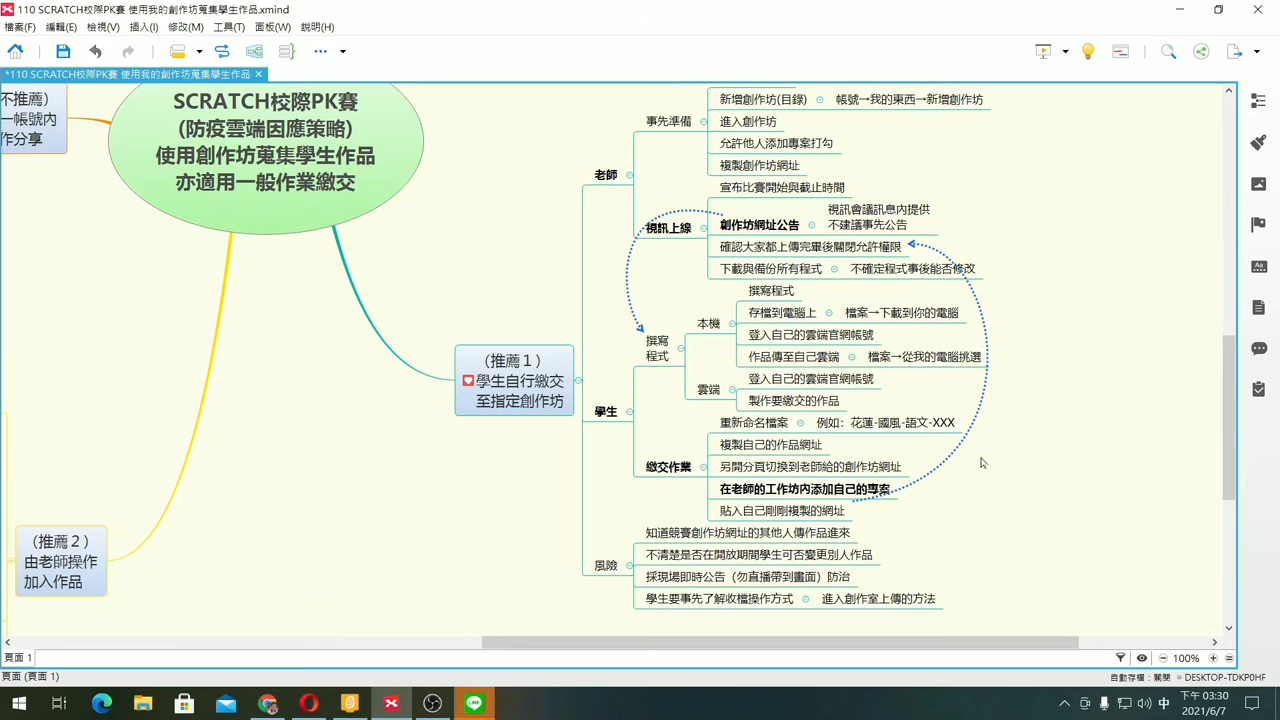 110 SCRATCH校際PK賽 使用我的創作坊蒐集學生作品.xmind
檔案(F) 編輯(E) 檢視(V) 插入(I) 修改(M) 工具(T) 面板(W) 說明(H)
*110 SCRATCH校際PK賽 使用我的創作坊蒐集學生作品
不推薦）
一帳號內
作分享
SCRATCH校際PK賽
(防疫雲端因應策略)
使用創作坊蒐集學生作品
亦適用一般作業繳交
（推薦１）
學生自行繳交
至指定創作坊
（推薦２）
由老師操作
加入作品
老師
事先準備
新增創作坊(目錄)
帳號→我的東西→新增創作坊
進入創作坊
允許他人添加專案打勾
複製創作坊網址
視訊上線
宣布比賽開始與截止時間
創作坊網址公告
視訊會議訊息內提供
不建議事先公告
確認大家都上傳完畢後關閉允許權限
下載與備份所有程式
不確定程式事後能否修改
學生
撰寫
程式
本機
撰寫程式
存檔到電腦上
檔案→下載到你的電腦
登入自己的雲端官網帳號
作品傳至自己雲端
檔案→從我的電腦挑選
雲端
登入自己的雲端官網帳號
製作要繳交的作品
繳交作業
重新命名檔案
例如：花蓮-國風-語文-XXX
複製自己的作品網址
另開分頁切換到老師給的創作坊網址
在老師的工作坊內添加自己的專案
貼入自己剛剛複製的網址
風險
知道競賽創作坊網址的其他人傳作品進來
不清楚是否在開放期間學生可否變更別人作品
採現場即時公告（勿直播帶到畫面）防治
學生要事先了解收檔操作方式
進入創作室上傳的方法
頁面 1
100%
頁面 (頁面 1)
自動存檔：關閉
DESKTOP-TDKP0HF
中
下午 03:30
2021/6/7